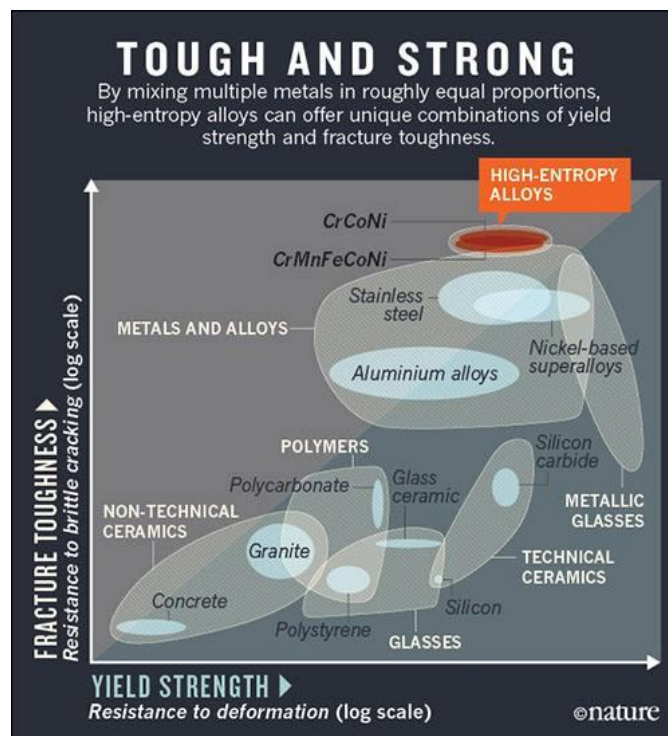 TOUGH AND STRONG
By mixing multiple metals in roughly equal proportions,
high-entropy alloys can offer unique combinations of yield
strength and fracture toughness.
HIGH-ENTROPY
ALLOYS
CrCoNi
CrMnFeCoNi
Stainless
steel
METALS AND ALLOYS
Nickel-based
superalloys
Aluminium alloys
POLYMERS
Silicon
carbide
Polycarbonate
Glass
ceramic
METALLIC
GLASSES
NON-TECHNICAL
CERAMICS
Granite
TECHNICAL
CERAMICS
Concrete
Silicon
Polystyrene
GLASSES
FRACTURE TOUGHNESS ▶
Resistance to brittle cracking (log scale)
YIELD STRENGTH ▶
Resistance to deformation (log scale)
©nature